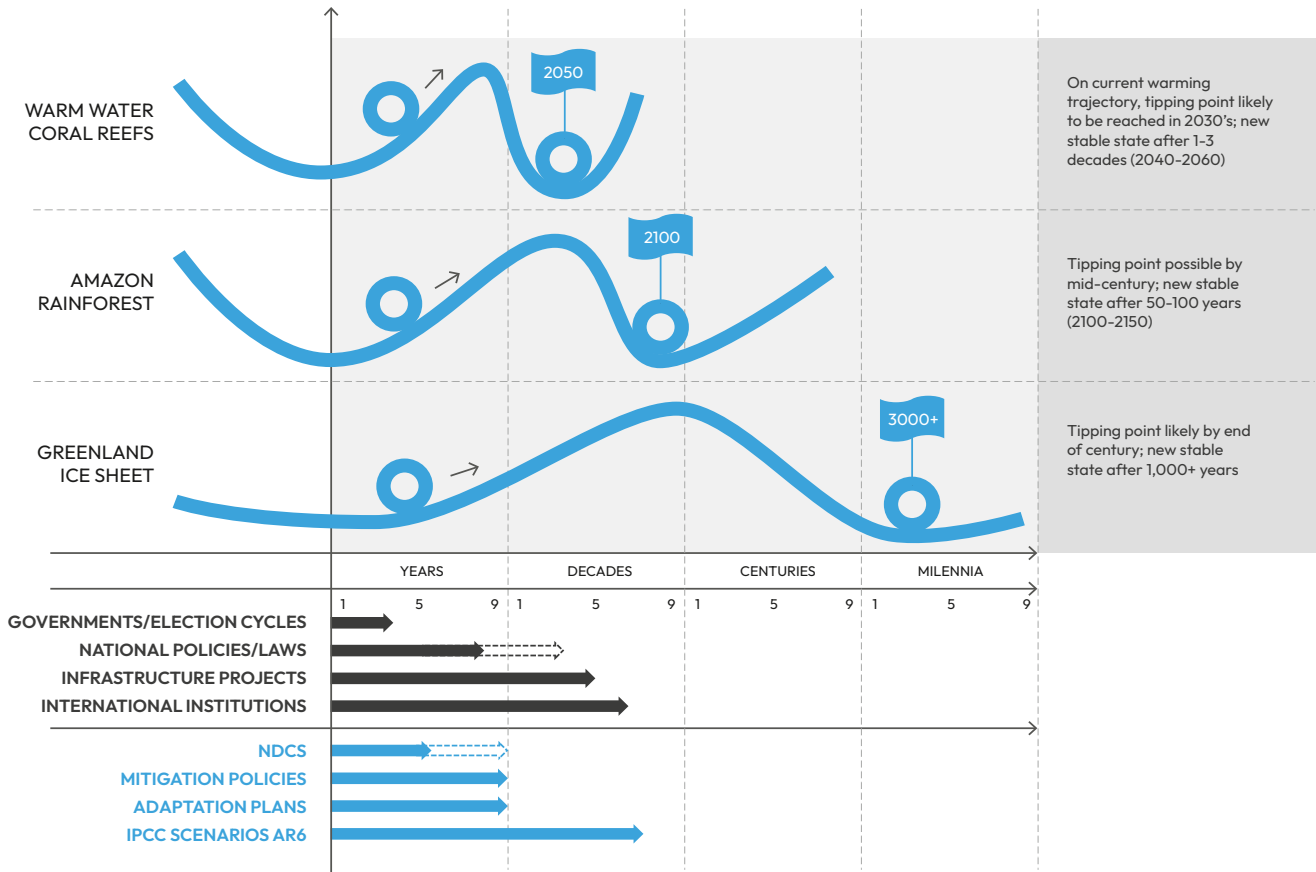 WARM WATER
CORAL REEFS
2050
On current warming
trajectory, tipping point likely
to be reached in 2030's; new
stable state after 1-3
decades (2040-2060)
AMAZON
RAINFOREST
2100
Tipping point possible by
mid-century; new stable
state after 50-100 years
(2100-2150)
GREENLAND
ICE SHEET
3000+
Tipping point likely by end
of century; new stable
state after 1,000+ years
YEARS DECADES CENTURIES MILENNIA
1 5 9 1 5 9 1 5 9 1 5 9
GOVERNMENTS/ELECTION CYCLES
NATIONAL POLICIES/LAWS
INFRASTRUCTURE PROJECTS
INTERNATIONAL INSTITUTIONS
NDCS
MITIGATION POLICIES
ADAPTATION PLANS
IPCC SCENARIOS AR6